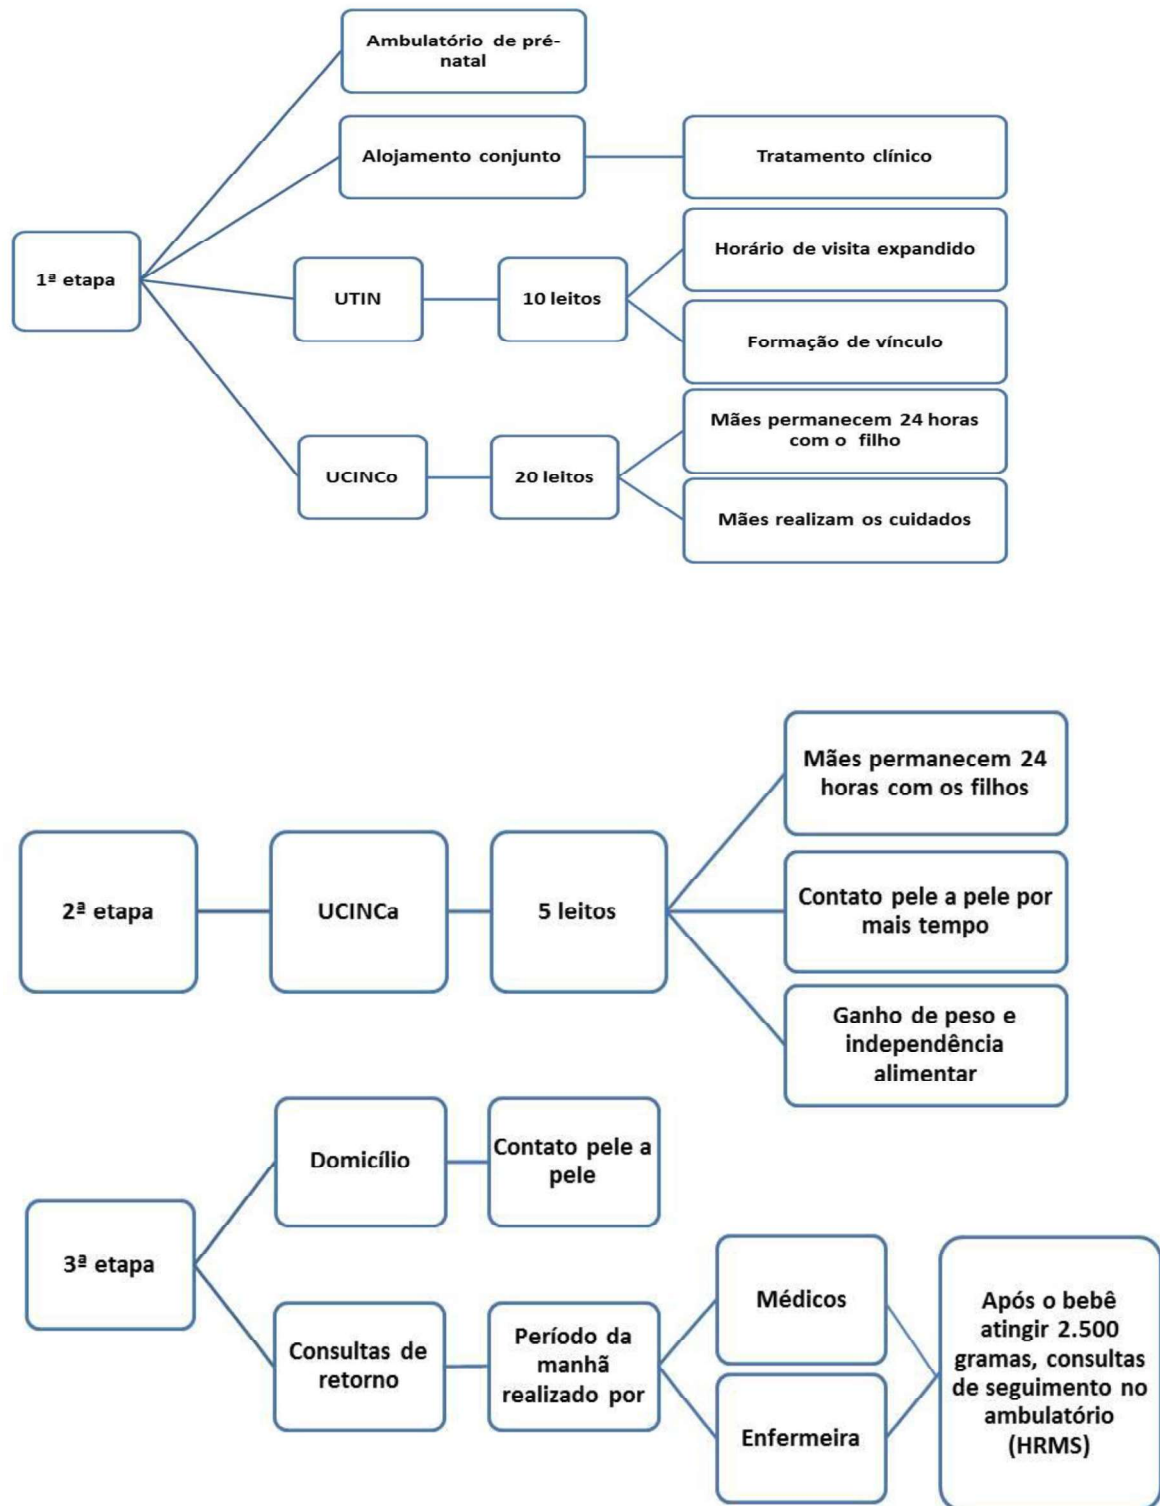 Ambulatório de pré-
natal
Alojamento conjunto
Tratamento clínico
1ª etapa
UTIN
10 leitos
Horário de visita expandido
Formação de vínculo
UCINCo
20 leitos
Mães permanecem 24 horas
com o filho
Mães realizam os cuidados
2ª etapa
UCINCa
5 leitos
Mães permanecem 24
horas com os filhos
Contato pele a pele por
mais tempo
Ganho de peso e
independência
alimentar
3ª etapa
Domicílio
Contato pele a
pele
Consultas de
retorno
Período da
manhã
realizado por
Médicos
Enfermeira
Após o bebê
atingir 2.500
gramas, consultas
de seguimento no
ambulatório
(HRMS)